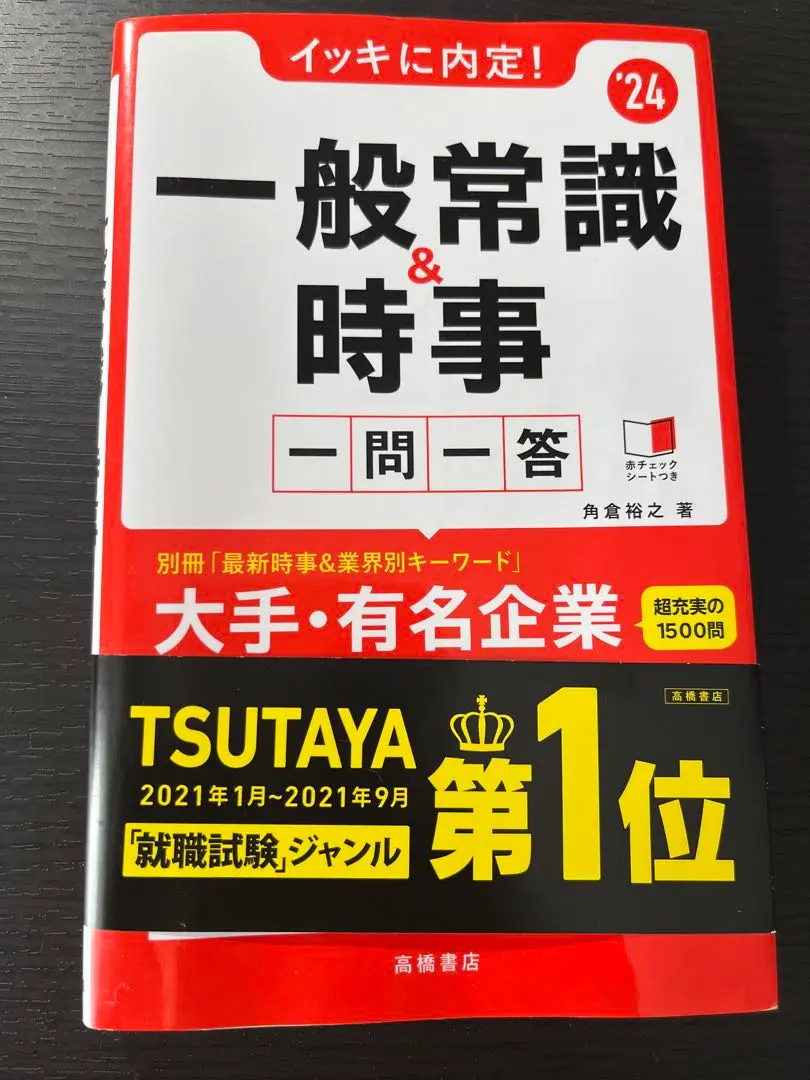 イッキに内定!
'24
一般常識
&
時事
一問一答
赤チェック
シートつき
角倉裕之 著
別冊「最新時事&業界別キーワード」
大手・有名企業
超充実の
1500問
高橋書店
TSUTAYA
2021年1月~2021年9月
「就職試験」ジャンル
第1位
高橋書店